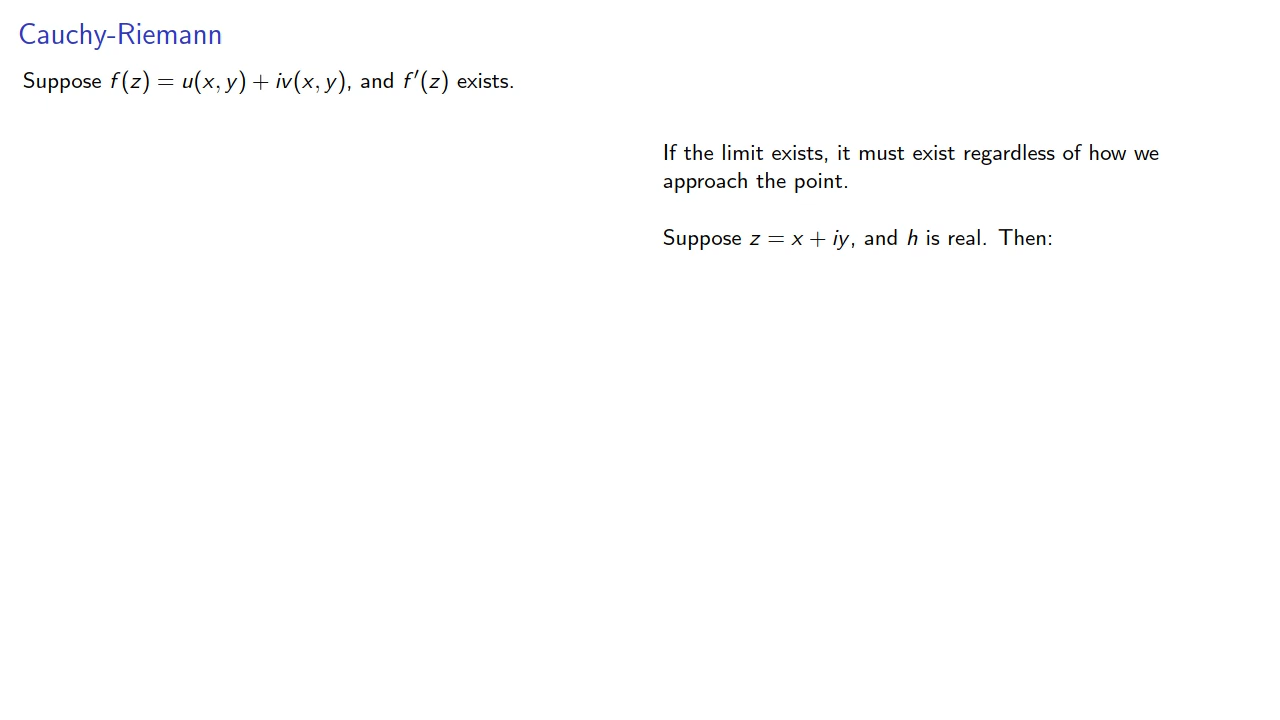 Cauchy-Riemann
Suppose f(z) = u(x, y) + iv(x, y), and f′(z) exists.
If the limit exists, it must exist regardless of how we
approach the point.
Suppose z = x + iy, and h is real. Then: